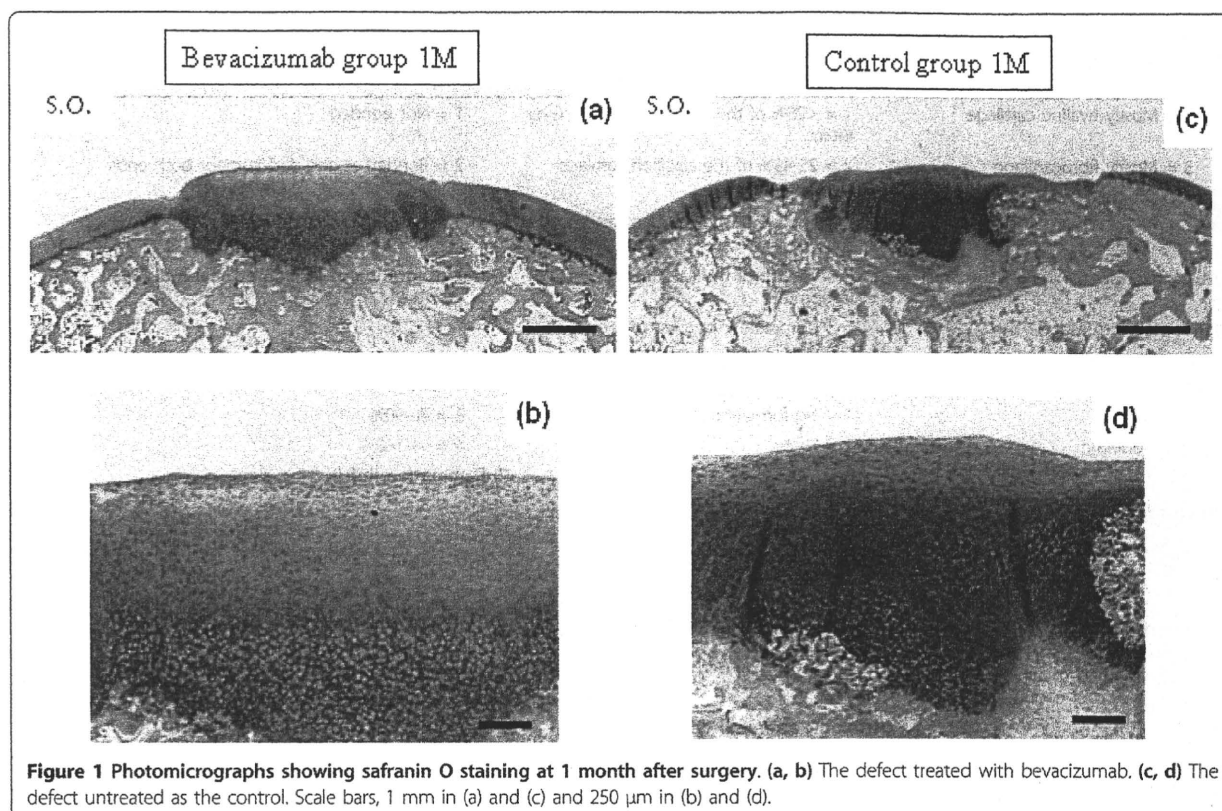 Bevacizumab group 1M
Control group 1M
S.O.
(a)
S.O.
(c)
(b)
(d)
Figure 1 Photomicrographs showing safranin O staining at 1 month after surgery. (a, b) The defect treated with bevacizumab. (c, d) The
defect untreated as the control. Scale bars, 1 mm in (a) and (c) and 250 μm in (b) and (d).